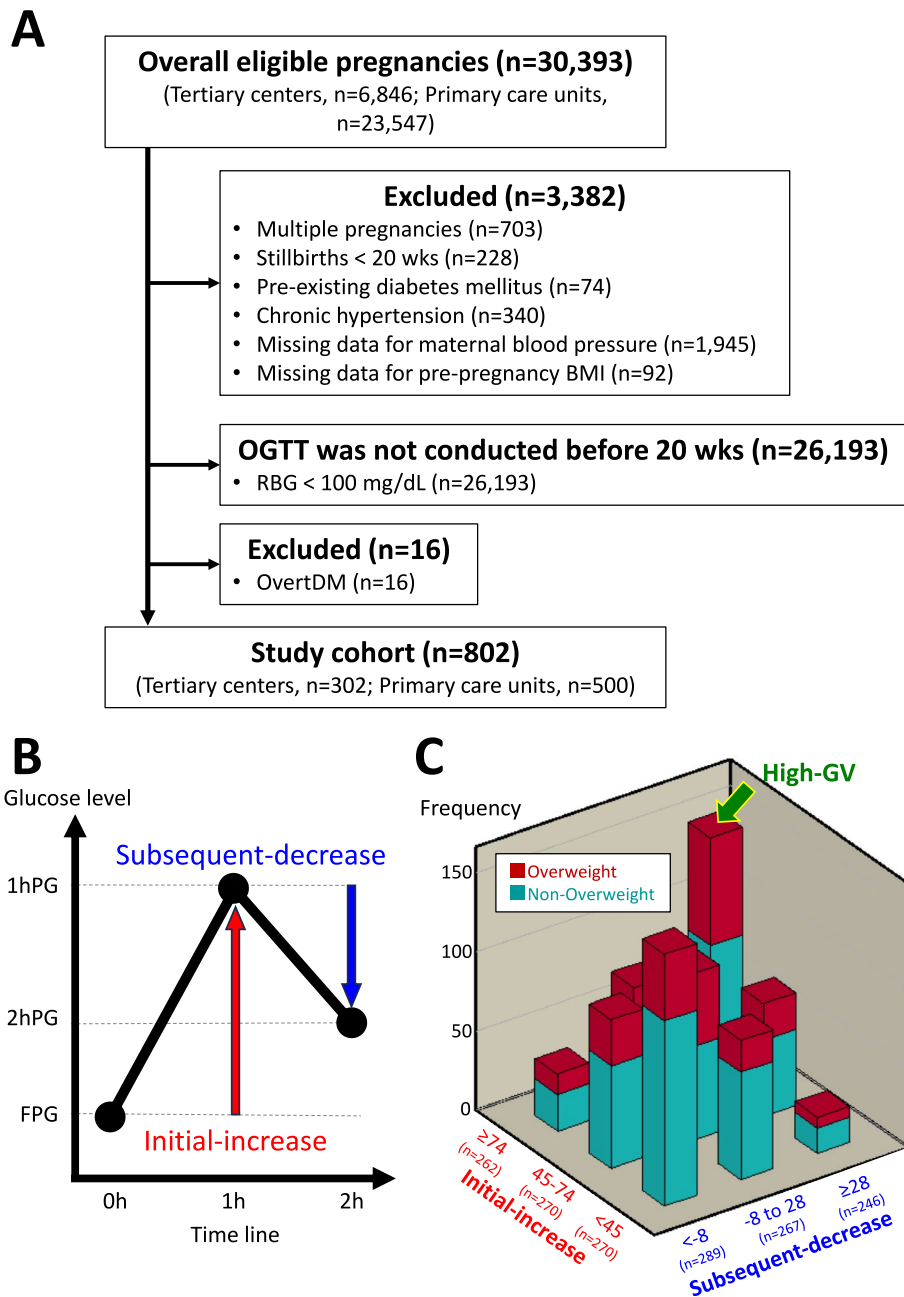 A
Overall eligible pregnancies (n=30,393)
(Tertiary centers, n=6,846; Primary care units,
n=23,547)
Excluded (n=3,382)
• Multiple pregnancies (n=703)
• Stillbirths < 20 wks (n=228)
• Pre-existing diabetes mellitus (n=74)
• Chronic hypertension (n=340)
• Missing data for maternal blood pressure (n=1,945)
• Missing data for pre-pregnancy BMI (n=92)
OGTT was not conducted before 20 wks (n=26,193)
• RBG < 100 mg/dL (n=26,193)
Excluded (n=16)
• OvertDM (n=16)
Study cohort (n=802)
(Tertiary centers, n=302; Primary care units, n=500)
B
Glucose level
Subsequent-decrease
1hPG
2hPG
FPG
Initial-increase
0h
1h
2h
Time line
C
High-GV
Frequency
Overweight
Non-Overweight
150
100
50
0
≥74
(n=262)
45-74
(n=270)
<45
(n=270)
Initial-increase
<-8
(n=289)
-8 to 28
(n=267)
≥28
(n=246)
Subsequent-decrease